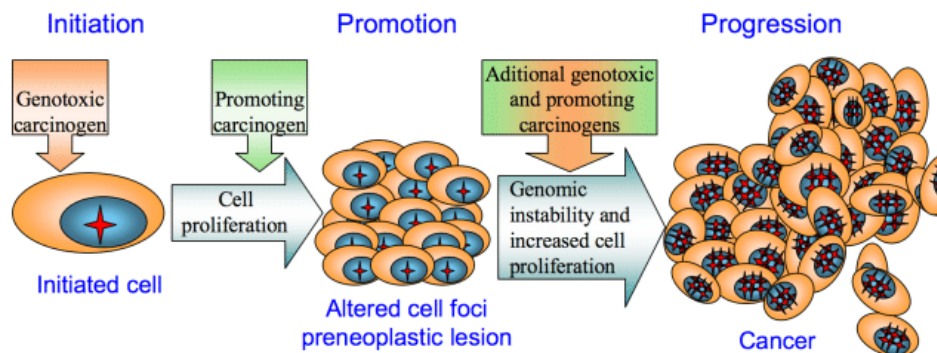 Initiation
Promotion
Progression
Genotoxic
carcinogen
Promoting
carcinogen
Aditional genotoxic
and promoting
carcinogens
Cell
proliferation
Genomic
instability and
increased cell
proliferation
Initiated cell
Altered cell foci
preneoplastic lesion
Cancer